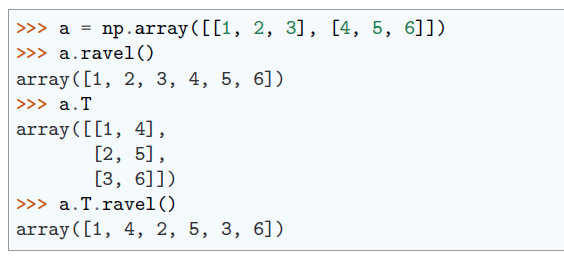 >>> a = np.array([[1, 2, 3], [4, 5, 6]])
>>> a.ravel()
array([1, 2, 3, 4, 5, 6])
>>> a.T
array([[1, 4],
       [2, 5],
       [3, 6]])
>>> a.T.ravel()
array([1, 4, 2, 5, 3, 6])